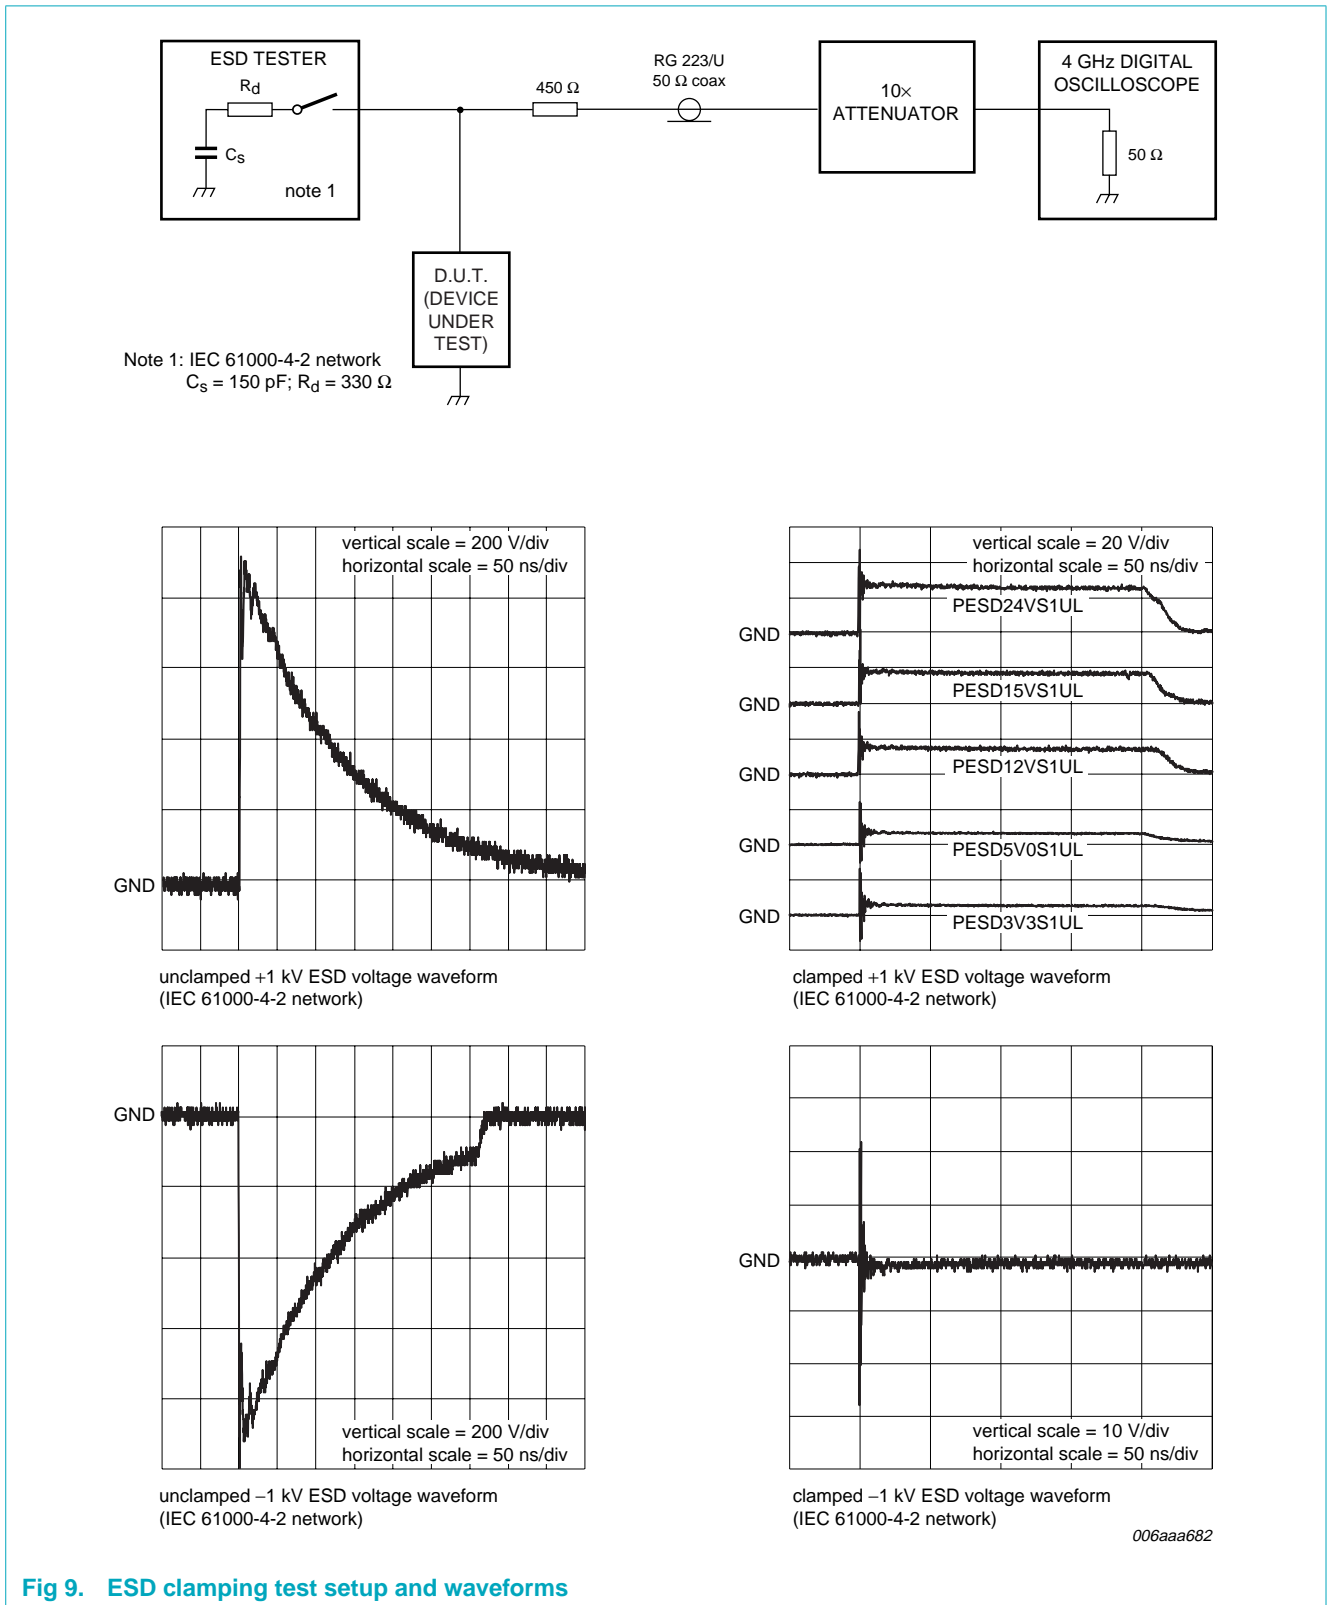 ESD TESTER
Rd
Cs
note 1
450 Ω
RG 223/U
50 Ω coax
10×
ATTENUATOR
4 GHz DIGITAL
OSCILLOSCOPE
50 Ω
D.U.T.
(DEVICE
UNDER
TEST)
Note 1: IEC 61000-4-2 network
Cs = 150 pF; Rd = 330 Ω
vertical scale = 200 V/div
horizontal scale = 50 ns/div
GND
unclamped +1 kV ESD voltage waveform
(IEC 61000-4-2 network)
vertical scale = 20 V/div
horizontal scale = 50 ns/div
PESD24VS1UL
GND
PESD15VS1UL
GND
PESD12VS1UL
GND
PESD5V0S1UL
GND
PESD3V3S1UL
GND
clamped +1 kV ESD voltage waveform
(IEC 61000-4-2 network)
GND
vertical scale = 200 V/div
horizontal scale = 50 ns/div
unclamped −1 kV ESD voltage waveform
(IEC 61000-4-2 network)
GND
vertical scale = 10 V/div
horizontal scale = 50 ns/div
clamped −1 kV ESD voltage waveform
(IEC 61000-4-2 network)
006aaa682
Fig 9. ESD clamping test setup and waveforms